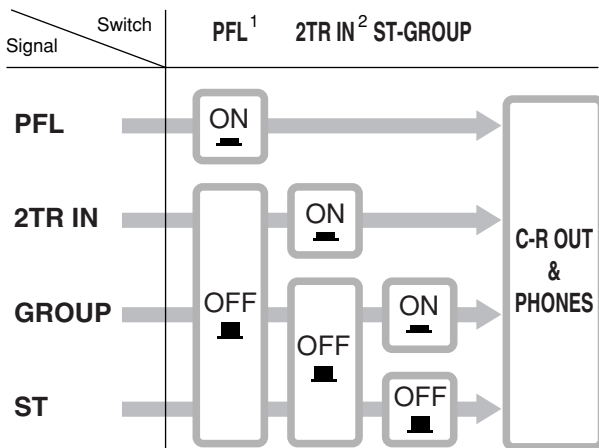 Switch
Signal
PFL1 2TR IN2 ST-GROUP
PFL ON
2TR IN ON
C-R OUT
&
PHONES
GROUP OFF OFF ON
ST OFF